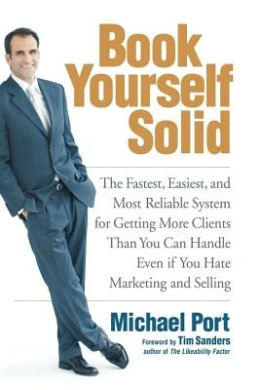 Book
Yourself
Solid
The Fastest, Easiest, and
Most Reliable System
for Getting More Clients
Than You Can Handle
Even if You Hate
Marketing and Selling
Michael Port
Foreword by Tim Sanders
author of The Likeability Factor